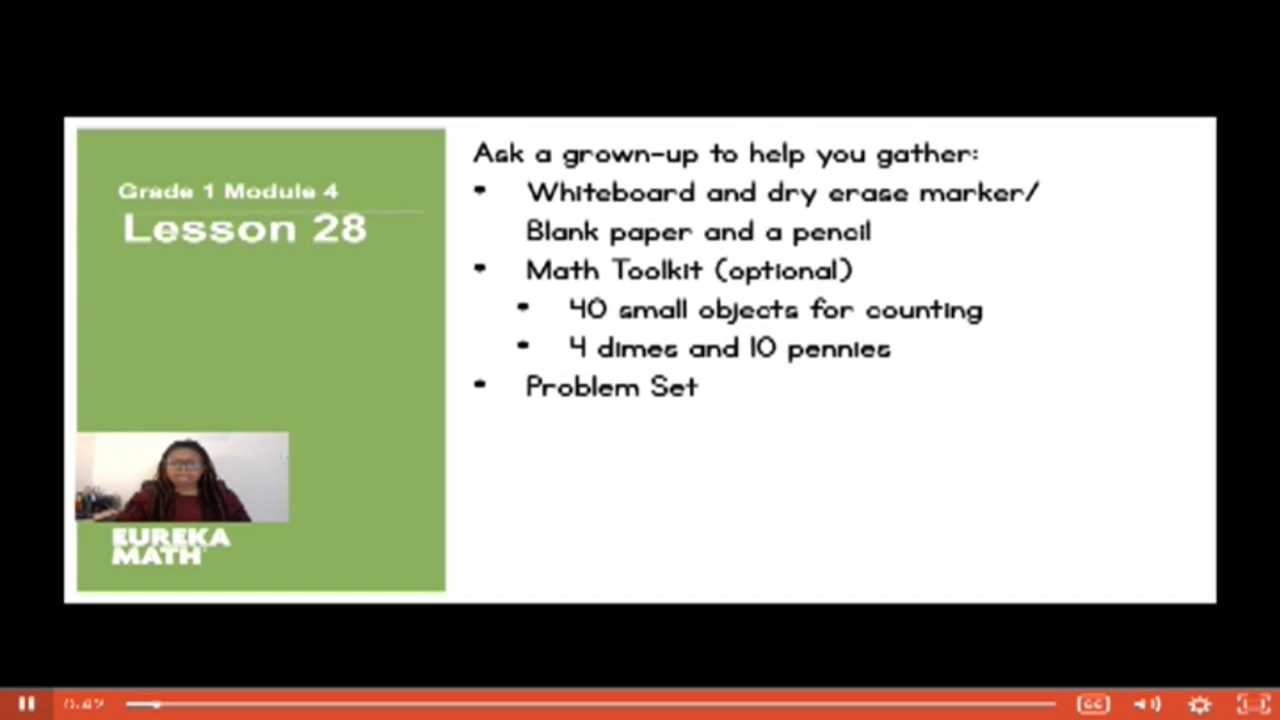 Grade 1 Module 4
Lesson 28
EUREKA
MATH
Ask a grown-up to help you gather:
• Whiteboard and dry erase marker/
Blank paper and a pencil
• Math Toolkit (optional)
• 40 small objects for counting
• 4 dimes and 10 pennies
• Problem Set
CC